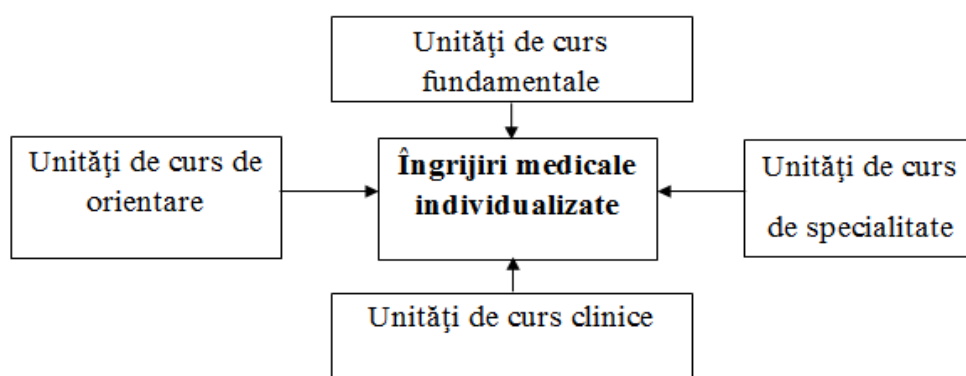 Unităţi de curs
fundamentale
Unităţi de curs de
orientare
Îngrijiri medicale
individualizate
Unităţi de curs
de specialitate
Unităţi de curs clinice